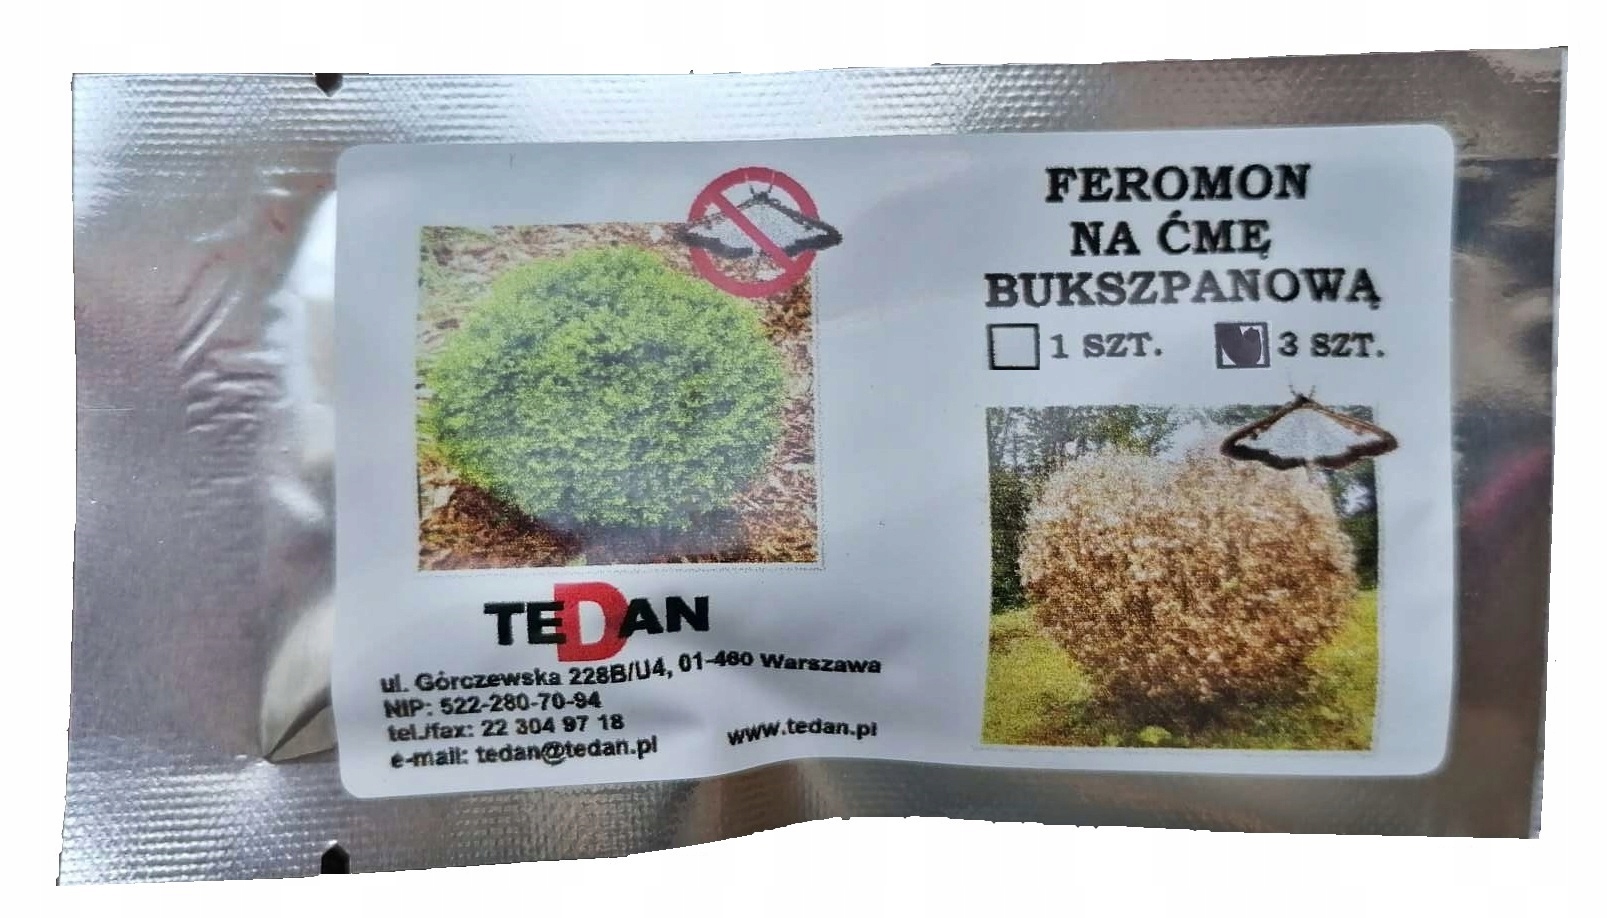 FEROMON
NA ĆMĘ
BUKSZPANOWĄ
1 SZT. 3 SZT.
TEDAN
ul. Górczewska 228B/U4, 01-460 Warszawa
NIP: 522-280-70-94
tel./fax: 22 304 97 18
e-mail: tedan@tedan.pl
www.tedan.pl